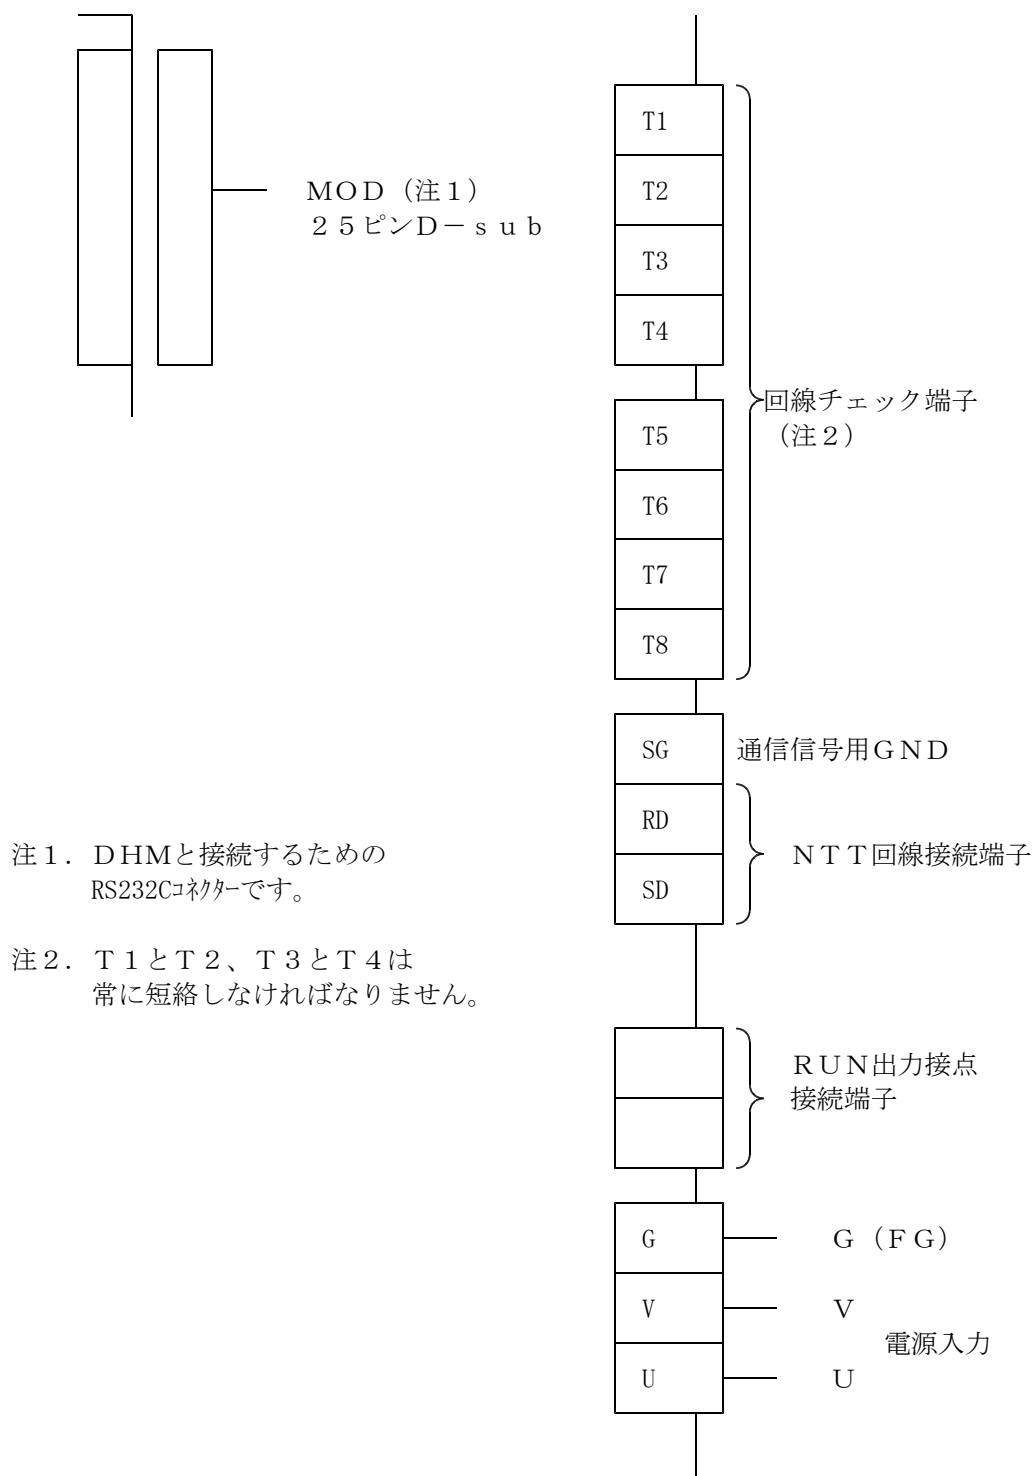 MOD（注１）
２５ピンD－ｓｕｂ
T1
T2
T3
T4
T5
T6
T7
T8
回線チェック端子
（注２）
SG
通信信号用ＧＮＤ
RD
SD
ＮＴＴ回線接続端子
注１．ＤＨＭと接続するための
RS232Cｺﾈｸﾀｰです。
注２．Ｔ１とＴ２、Ｔ３とＴ４は
常に短絡しなければなりません。
ＲＵＮ出力接点
接続端子
G
Ｇ（ＦＧ）
V
Ｖ
電源入力
U
Ｕ